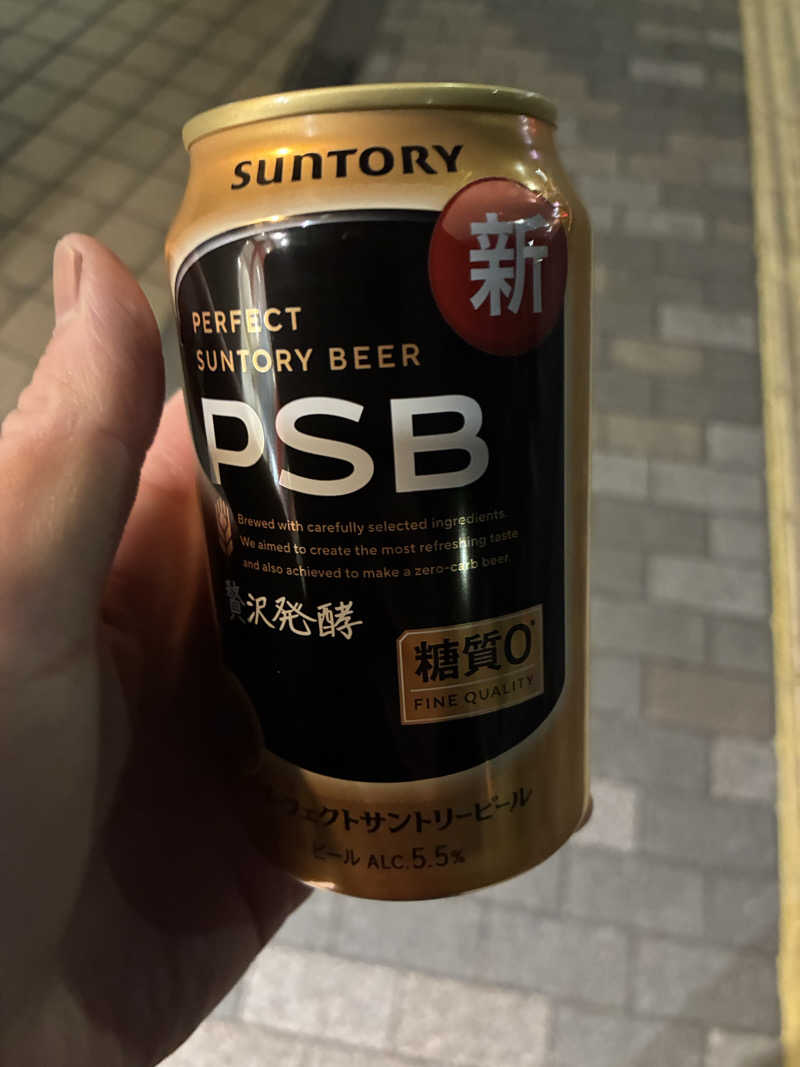 SUNTORY
新
PERFECT
SUNTORY BEER
PSB
Brewed with carefully selected ingredients.
We aimed to create the most refreshing taste
and also achieved to make a zero-carb beer.
贅沢発酵
糖質0*
FINE QUALITY
フェクトサントリービール
ビール ALC.5.5%